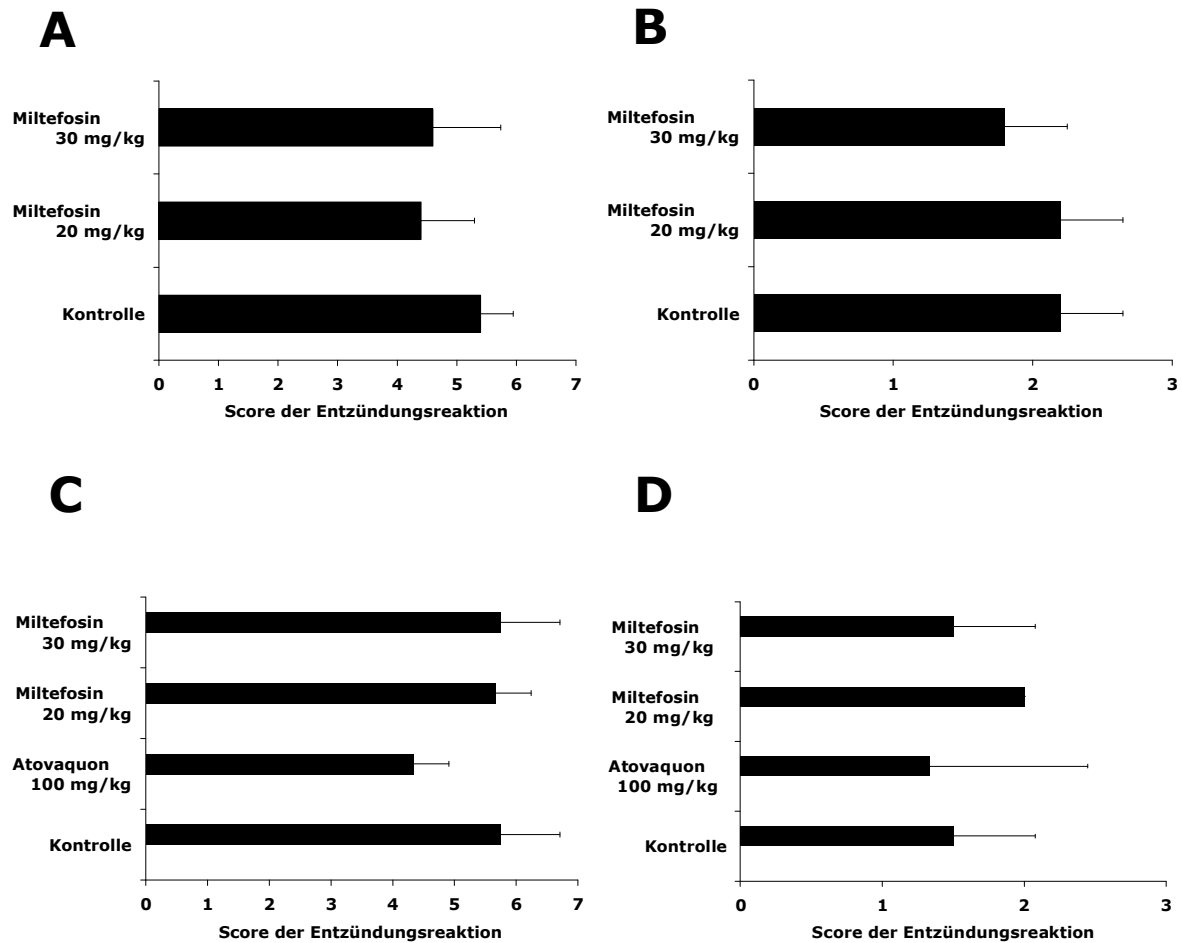 A
Miltefosin
30 mg/kg
Miltefosin
20 mg/kg
Kontrolle
0 1 2 3 4 5 6 7
Score der Entzündungsreaktion
B
Miltefosin
30 mg/kg
Miltefosin
20 mg/kg
Kontrolle
0 1 2 3
Score der Entzündungsreaktion
C
Miltefosin
30 mg/kg
Miltefosin
20 mg/kg
Atovaquon
100 mg/kg
Kontrolle
0 1 2 3 4 5 6 7
Score der Entzündungsreaktion
D
Miltefosin
30 mg/kg
Miltefosin
20 mg/kg
Atovaquon
100 mg/kg
Kontrolle
0 1 2 3
Score der Entzündungsreaktion